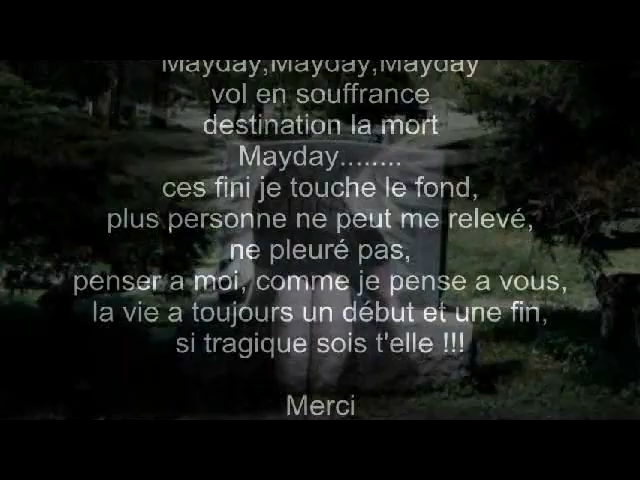 Mayday,Mayday,Mayday
vol en souffrance
destination la mort
Mayday........
ces fini je touche le fond,
plus personne ne peut me relevé,
ne pleuré pas,
penser a moi, comme je pense a vous,
la vie a toujours un début et une fin,
si tragique sois t'elle !!!
Merci